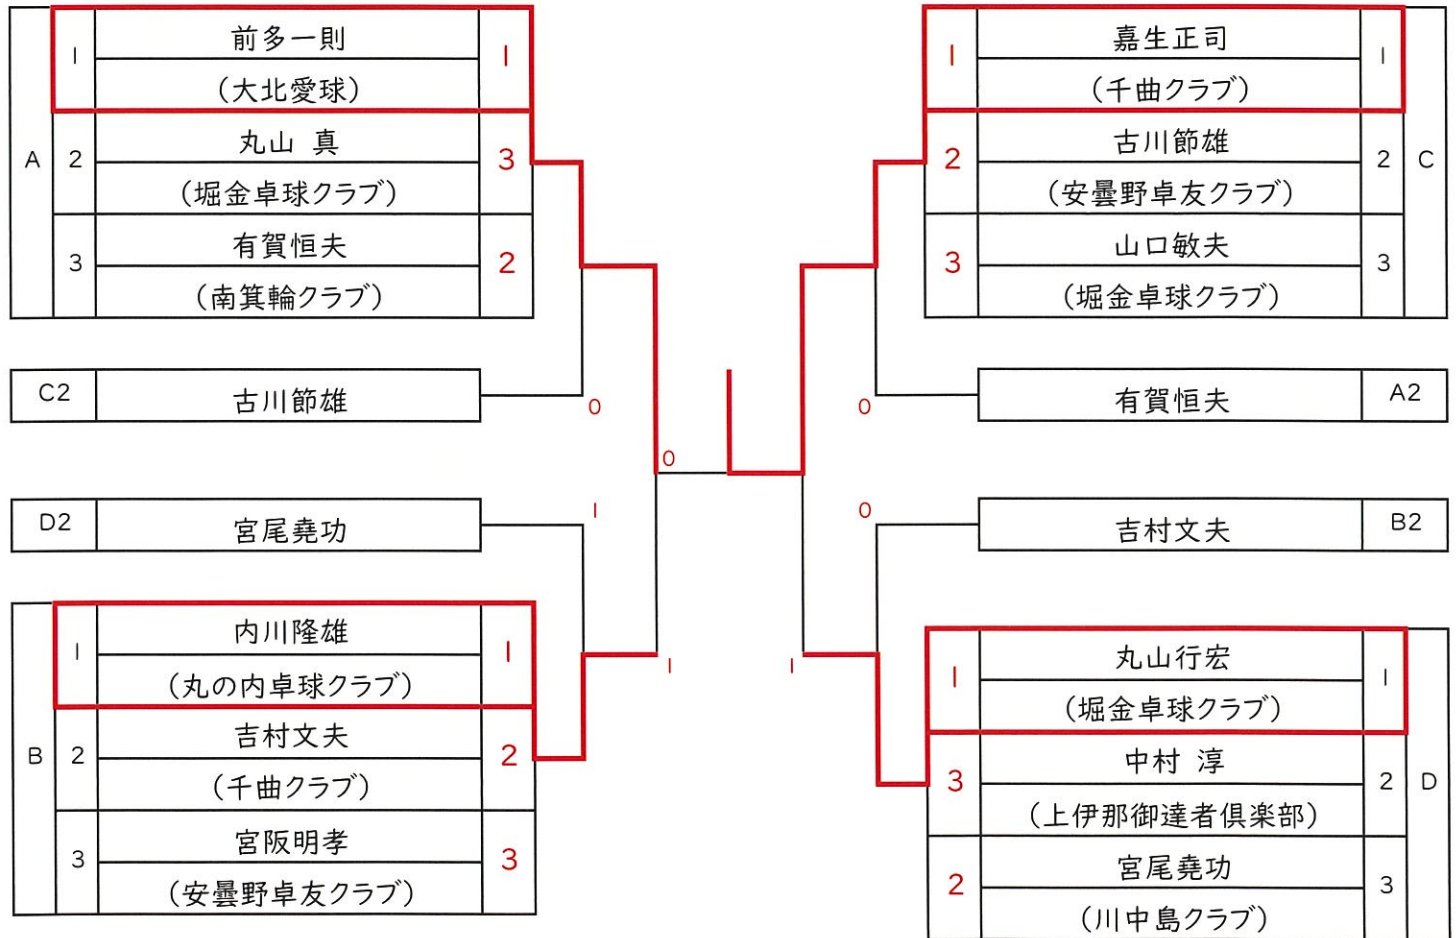 A
1
前多一則
(大北愛球)
1
2
丸山 真
(堀金卓球クラブ)
3
3
有賀恒夫
(南箕輪クラブ)
2
C2
古川節雄
0
0
D2
宮尾堯功
1
B
1
内川隆雄
(丸の内卓球クラブ)
1
1
2
吉村文夫
(千曲クラブ)
2
3
宮阪明孝
(安曇野卓友クラブ)
3
1
嘉生正司
(千曲クラブ)
1
C
2
古川節雄
(安曇野卓友クラブ)
2
3
山口敏夫
(堀金卓球クラブ)
3
0
有賀恒夫
A2
0
吉村文夫
B2
1
1
丸山行宏
(堀金卓球クラブ)
1
D
3
中村 淳
(上伊那御達者倶楽部)
2
2
宮尾堯功
(川中島クラブ)
3